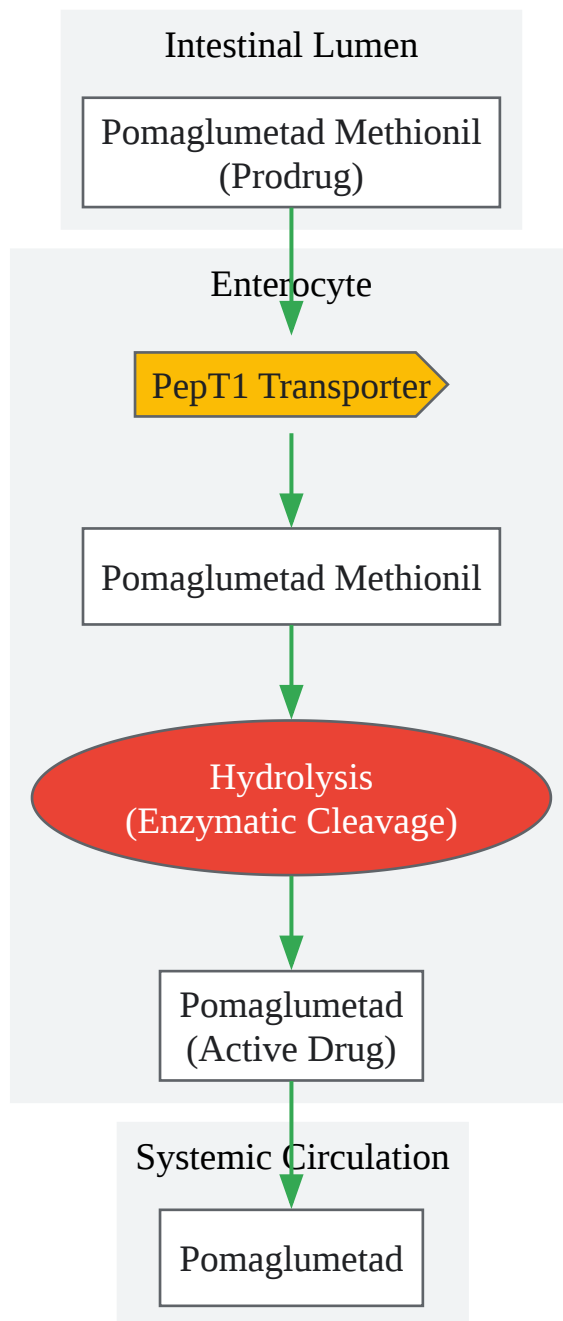 Intestinal Lumen
Pomaglumetad Methionil
(Prodrug)
Enterocyte
PepT1 Transporter
Pomaglumetad Methionil
Hydrolysis
(Enzymatic Cleavage)
Pomaglumetad
(Active Drug)
Systemic Circulation
Pomaglumetad